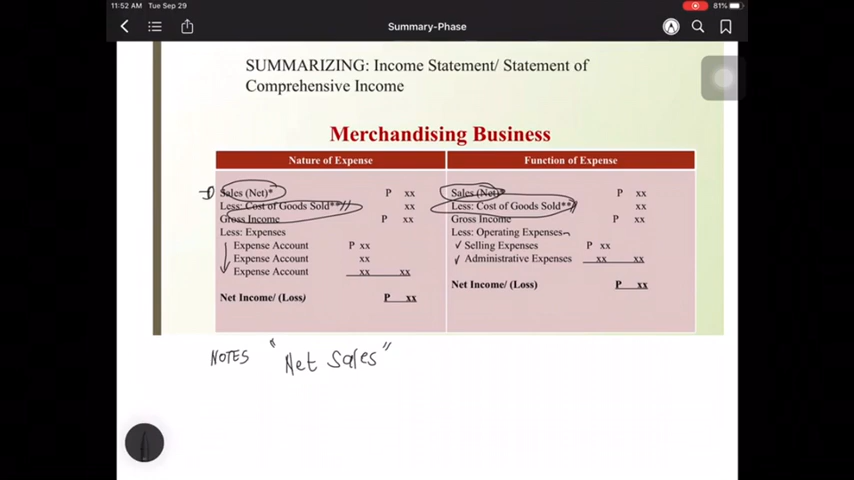 11:52 AM Tue Sep 29
81%
Summary-Phase
SUMMARIZING: Income Statement/ Statement of
Comprehensive Income
Merchandising Business
Nature of Expense
Sales (Net)* P xx
Less: Cost of Goods Sold** xx
Gross Income P xx
Less: Expenses
Expense Account P xx
Expense Account xx
Expense Account xx xx
Net Income/ (Loss) P xx
Function of Expense
Sales (Net)* P xx
Less: Cost of Goods Sold** xx
Gross Income P xx
Less: Operating Expenses
Selling Expenses P xx
Administrative Expenses xx xx
Net Income/ (Loss) P xx
NOTES "Net Sales"